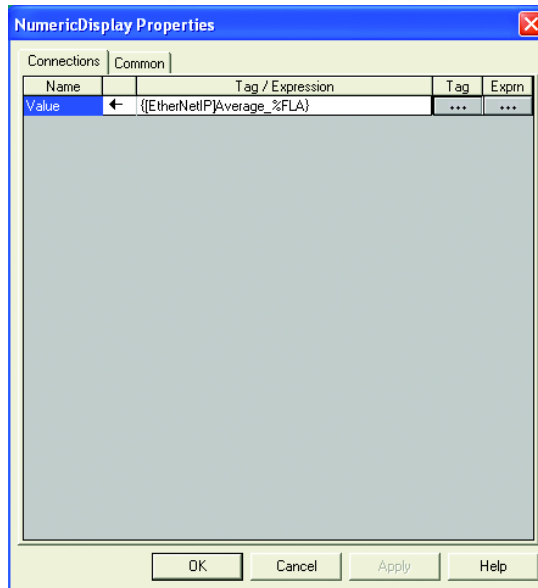 NumericDisplay Properties
Connections Common
Name Tag / Expression Tag Exprn
Value {[EtherNetIP]Average_%FLA} ... ...
OK Cancel Apply Help